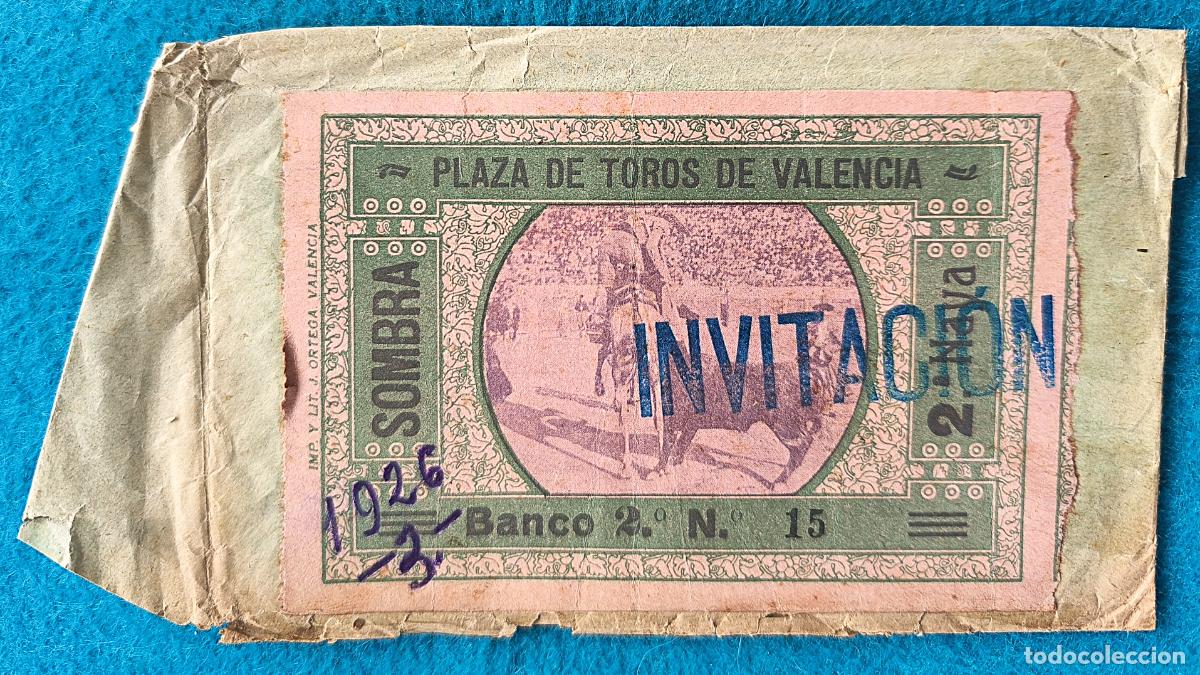 PLAZA DE TOROS DE VALENCIA
IMP. Y LIT. J. ORTEGA VALENCIA
SOMBRA
INVITACIÓN
2.ª Naya
1926
-3-
Banco 2.º N.º 15
todocoleccion